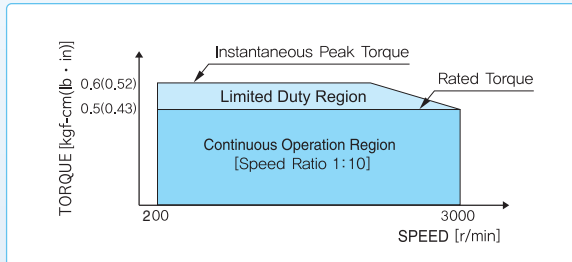 Instantaneous Peak Torque
Rated Torque
0.6(0.52)
Limited Duty Region
0.5(0.43)
Continuous Operation Region
[Speed Ratio 1:10]
TORQUE [kgf-cm(lb · in)]
200
3000
SPEED [r/min]